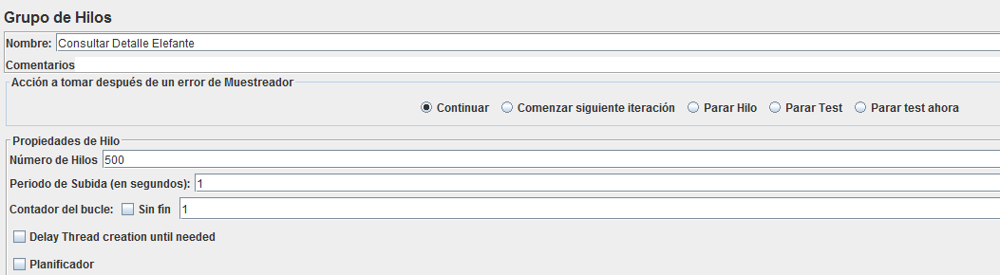 Grupo de Hilos
Nombre: Consultar Detalle Elefante
Comentarios
Acción a tomar después de un error de Muestreador
Continuar Comenzar siguiente iteración Parar Hilo Parar Test Parar test ahora
Propiedades de Hilo
Número de Hilos 500
Periodo de Subida (en segundos): 1
Contador del bucle: Sin fin 1
Delay Thread creation until needed
Planificador